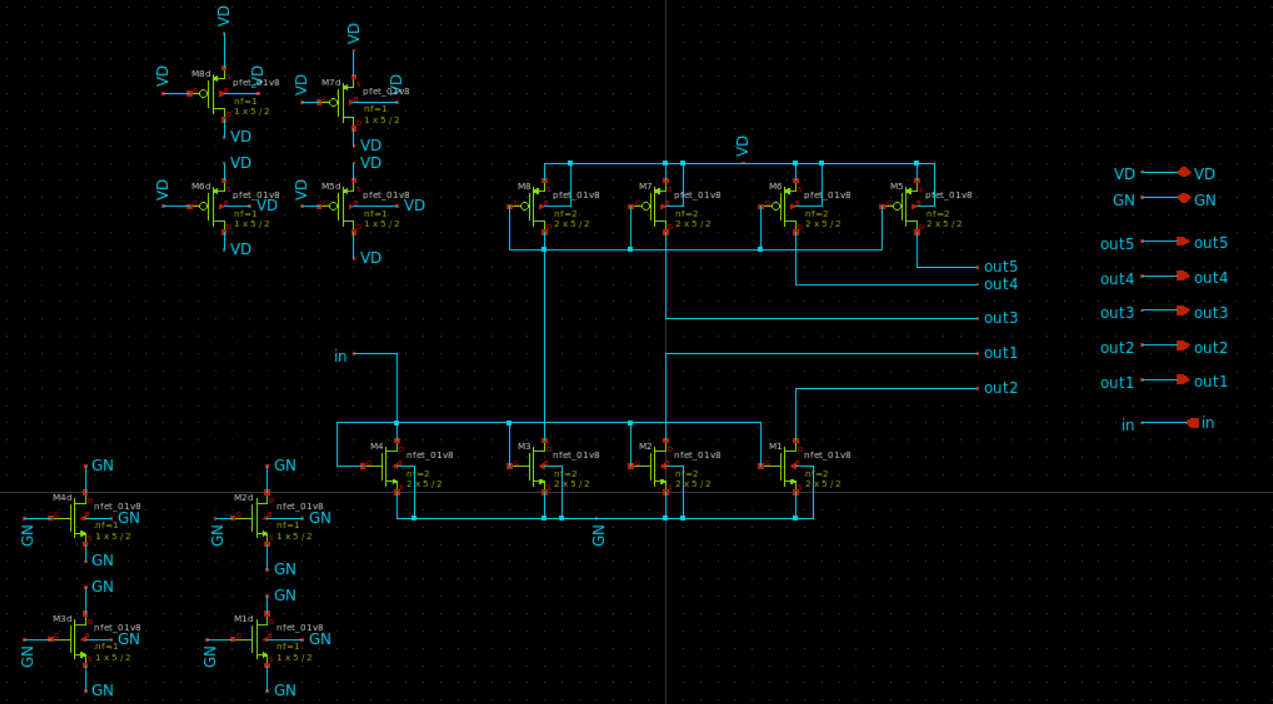 VD
VD
M8d
VD
VD
pfet_01v8
nf=1
1 x 5 / 2
VD
M7d
VD
VD
pfet_01v8
nf=1
1 x 5 / 2
VD
VD
M6d
VD
pfet_01v8
VD
nf=1
1 x 5 / 2
VD
VD
M5d
VD
pfet_01v8
VD
nf=1
1 x 5 / 2
VD
VD
M8
pfet_01v8
nf=2
2 x 5 / 2
M7
pfet_01v8
nf=2
2 x 5 / 2
M6
pfet_01v8
nf=2
2 x 5 / 2
M5
pfet_01v8
nf=2
2 x 5 / 2
out5
out4
out3
out1
out2
in
M4
nfet_01v8
nf=2
2 x 5 / 2
M3
nfet_01v8
nf=2
2 x 5 / 2
M2
nfet_01v8
nf=2
2 x 5 / 2
M1
nfet_01v8
nf=2
2 x 5 / 2
GN
GN
M4d
nfet_01v8
GN
GN
nf=1
1 x 5 / 2
GN
GN
M2d
nfet_01v8
GN
GN
nf=1
1 x 5 / 2
GN
GN
M3d
nfet_01v8
GN
GN
nf=1
1 x 5 / 2
GN
GN
M1d
nfet_01v8
GN
GN
nf=1
1 x 5 / 2
GN
VD VD
GN GN
out5 out5
out4 out4
out3 out3
out2 out2
out1 out1
in in